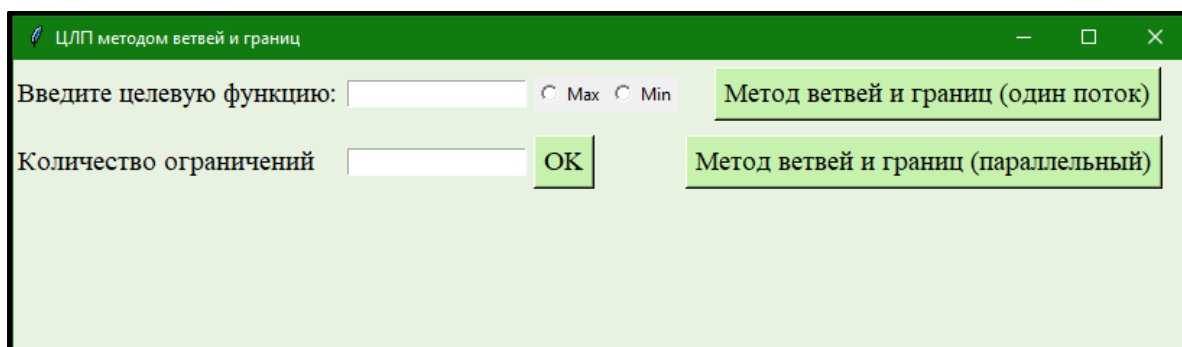 ЦЛП методом ветвей и границ
Введите целевую функцию: Max Min Метод ветвей и границ (один поток)
Количество ограничений OK Метод ветвей и границ (параллельный)